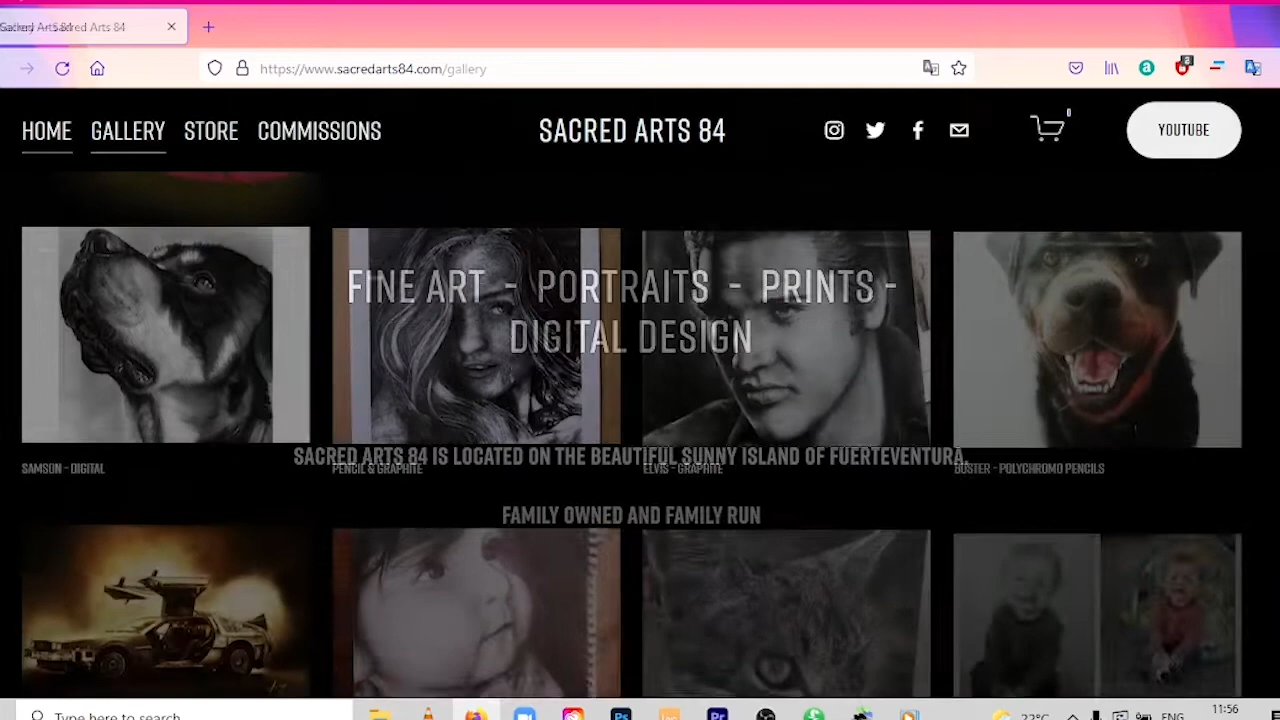 Sacred Arts 84
https://www.sacredarts84.com/gallery
HOME GALLERY STORE COMMISSIONS
SACRED ARTS 84
0
YOUTUBE
FINE ART - PORTRAITS - PRINTS -
DIGITAL DESIGN
SACRED ARTS 84 IS LOCATED ON THE BEAUTIFUL SUNNY ISLAND OF FUERTEVENTURA.
SAMSON - DIGITAL
PENCIL & GRAPHITE
ELVIS - GRAPHITE
BUSTER - POLYCHROMO PENCILS
FAMILY OWNED AND FAMILY RUN
Type here to search
22°C
ENG
11:56